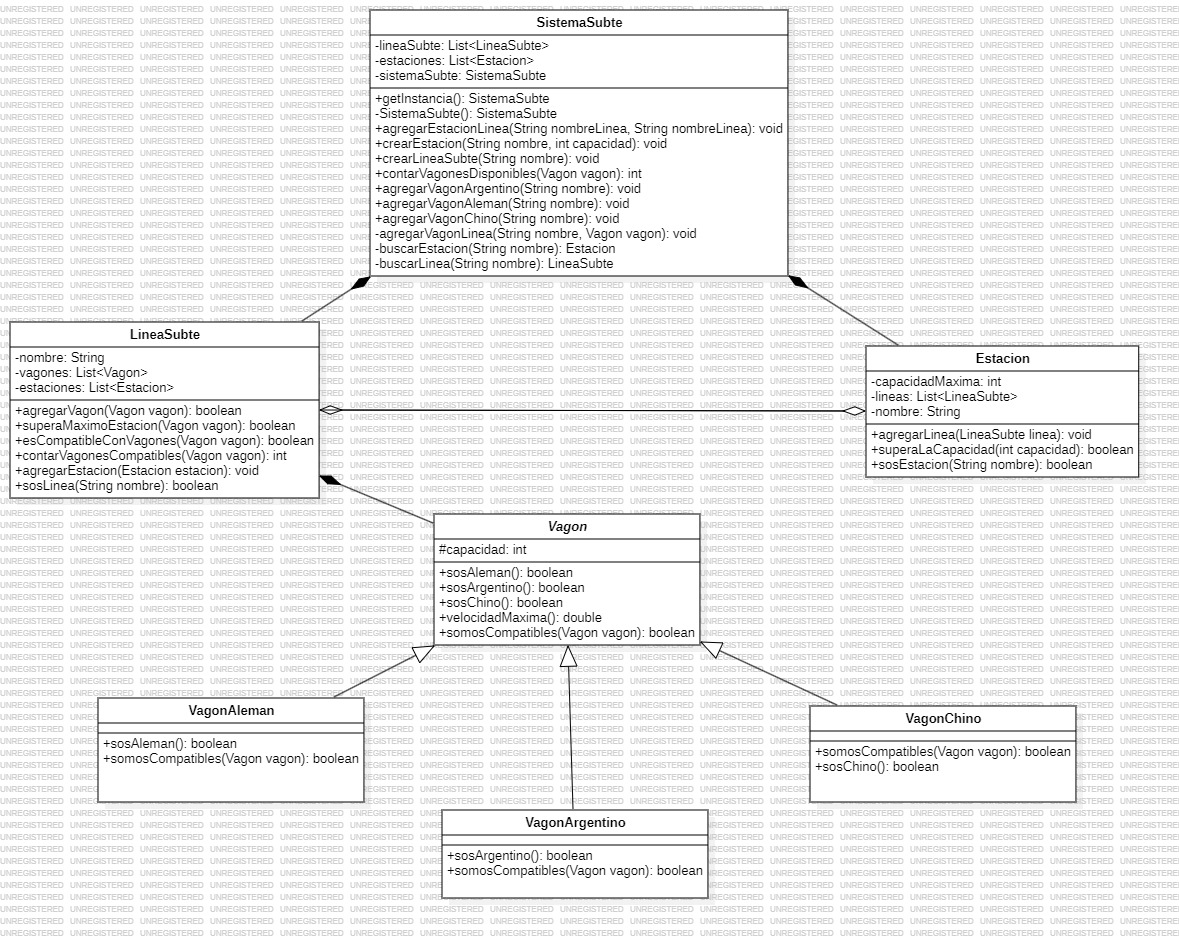 SistemaSubte
-lineaSubte: List<LineaSubte>
-estaciones: List<Estacion>
-sistemaSubte: SistemaSubte
+getInstancia(): SistemaSubte
-SistemaSubte(): SistemaSubte
+agregarEstacionLinea(String nombreLinea, String nombreLinea): void
+crearEstacion(String nombre, int capacidad): void
+crearLineaSubte(String nombre): void
+contarVagonesDisponibles(Vagon vagon): int
+agregarVagonArgentino(String nombre): void
+agregarVagonAleman(String nombre): void
+agregarVagonChino(String nombre): void
-agregarVagonLinea(String nombre, Vagon vagon): void
-buscarEstacion(String nombre): Estacion
-buscarLinea(String nombre): LineaSubte
LineaSubte
-nombre: String
-vagones: List<Vagon>
-estaciones: List<Estacion>
+agregarVagon(Vagon vagon): boolean
+superaMaximoEstacion(Vagon vagon): boolean
+esCompatibleConVagones(Vagon vagon): boolean
+contarVagonesCompatibles(Vagon vagon): int
+agregarEstacion(Estacion estacion): void
+sosLinea(String nombre): boolean
Estacion
-capacidadMaxima: int
-lineas: List<LineaSubte>
-nombre: String
+agregarLinea(LineaSubte linea): void
+superaLaCapacidad(int capacidad): boolean
+sosEstacion(String nombre): boolean
Vagon
#capacidad: int
+sosAleman(): boolean
+sosArgentino(): boolean
+sosChino(): boolean
+velocidadMaxima(): double
+somosCompatibles(Vagon vagon): boolean
VagonAleman
+sosAleman(): boolean
+somosCompatibles(Vagon vagon): boolean
VagonChino
+somosCompatibles(Vagon vagon): boolean
+sosChino(): boolean
VagonArgentino
+sosArgentino(): boolean
+somosCompatibles(Vagon vagon): boolean
UNREGISTERED